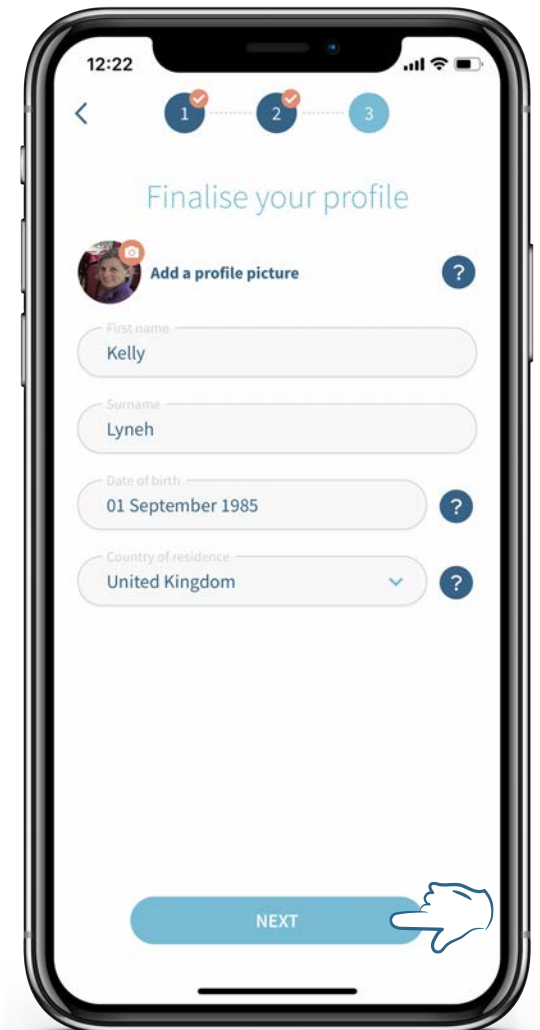 12:22
1 2 3
Finalise your profile
Add a profile picture ?
First name
Kelly
Surname
Lyneh
Date of birth
01 September 1985 ?
Country of residence
United Kingdom ?
NEXT